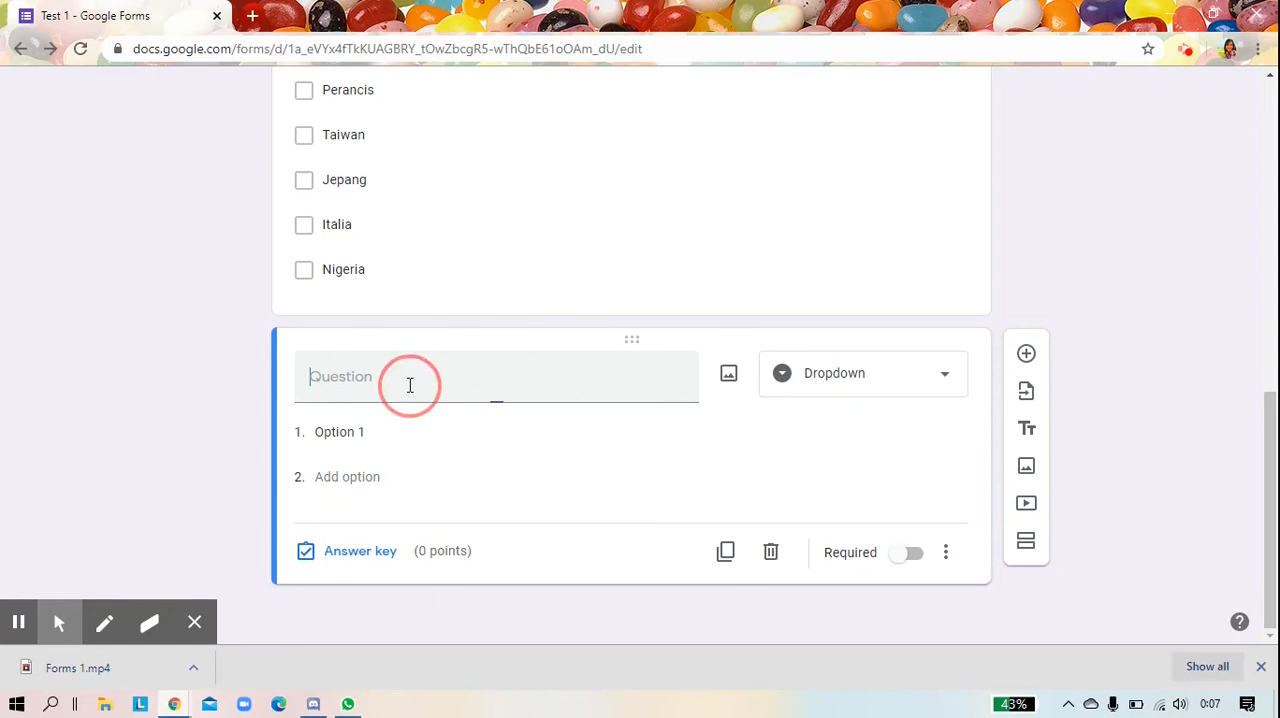 Test 1 - Google Forms
docs.google.com/forms/d/1a_eVYx4fTkKUAGBRY_tOwZbcgR5-wThQbE61oOAm_dU/edit
Perancis
Taiwan
Jepang
Italia
Nigeria
Question
Dropdown
1. Option 1
2. Add option
Answer key (0 points)
Required
Forms 1.mp4
Show all
43%
0:07